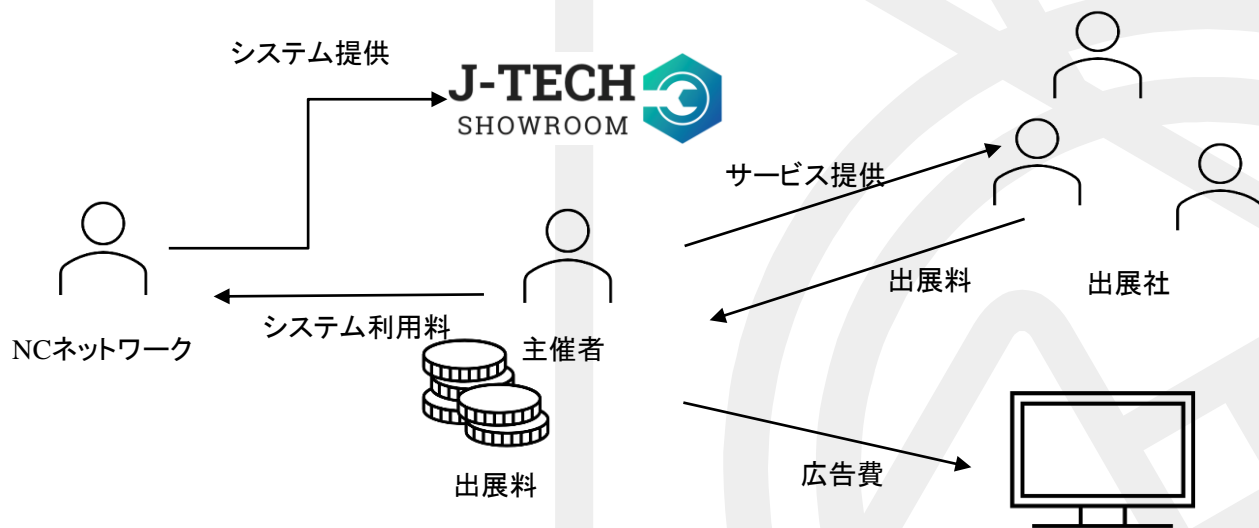 システム提供
J-TECH
SHOWROOM
サービス提供
出展料
出展社
システム利用料
NCネットワーク
主催者
出展料
広告費